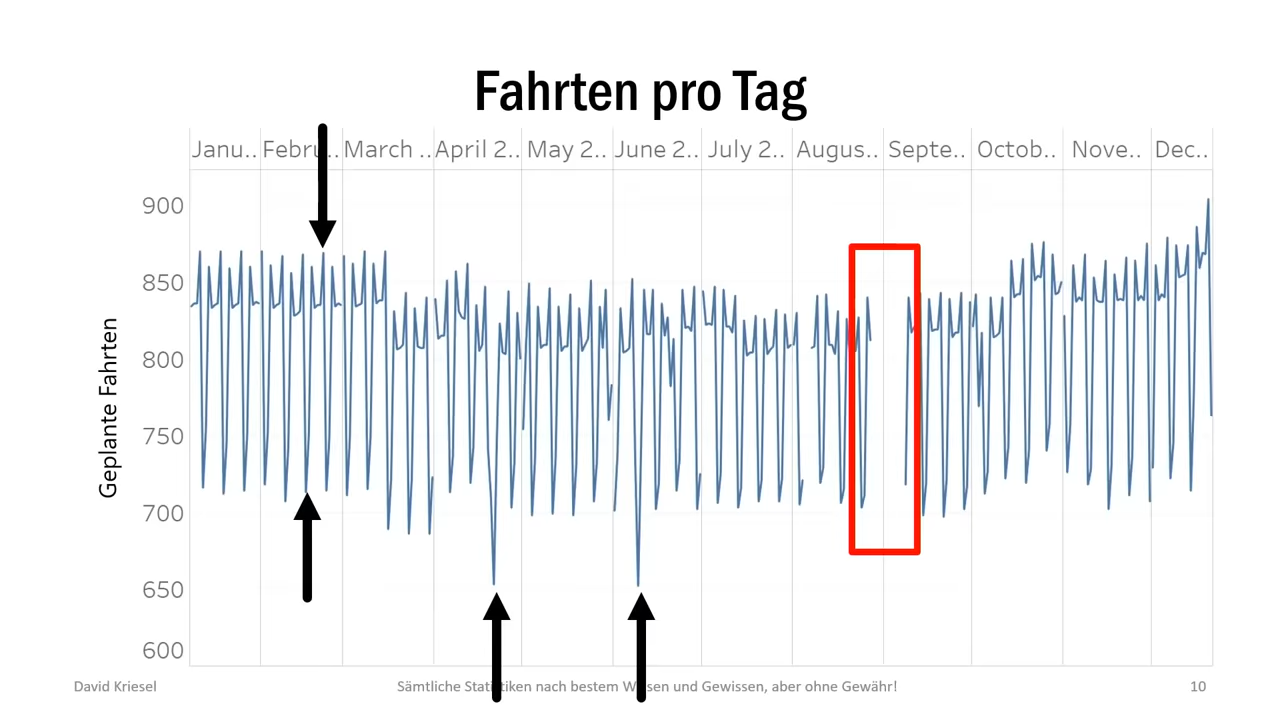 Fahrten pro Tag
Janu.. Febru.. March .. April 2.. May 2.. June 2.. July 2.. Augus.. Septe.. Octob.. Nove.. Dec..
900
850
800
750
700
650
600
Geplante Fahrten
David Kriesel
Sämtliche Statistiken nach bestem Wissen und Gewissen, aber ohne Gewähr!
10